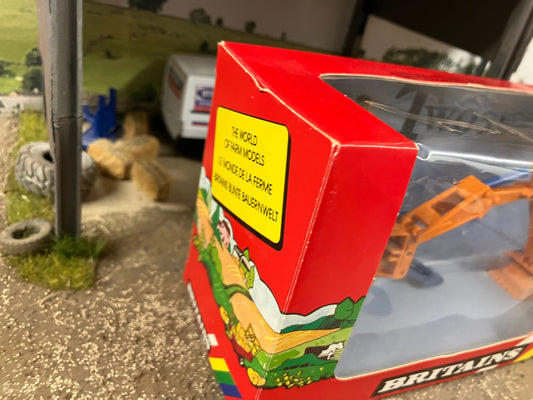 THE WORLD
OF FARM MODELS
LE MONDE DE LA FERME
BRITAINS BUNTE BAUERNWELT
BRITAINS